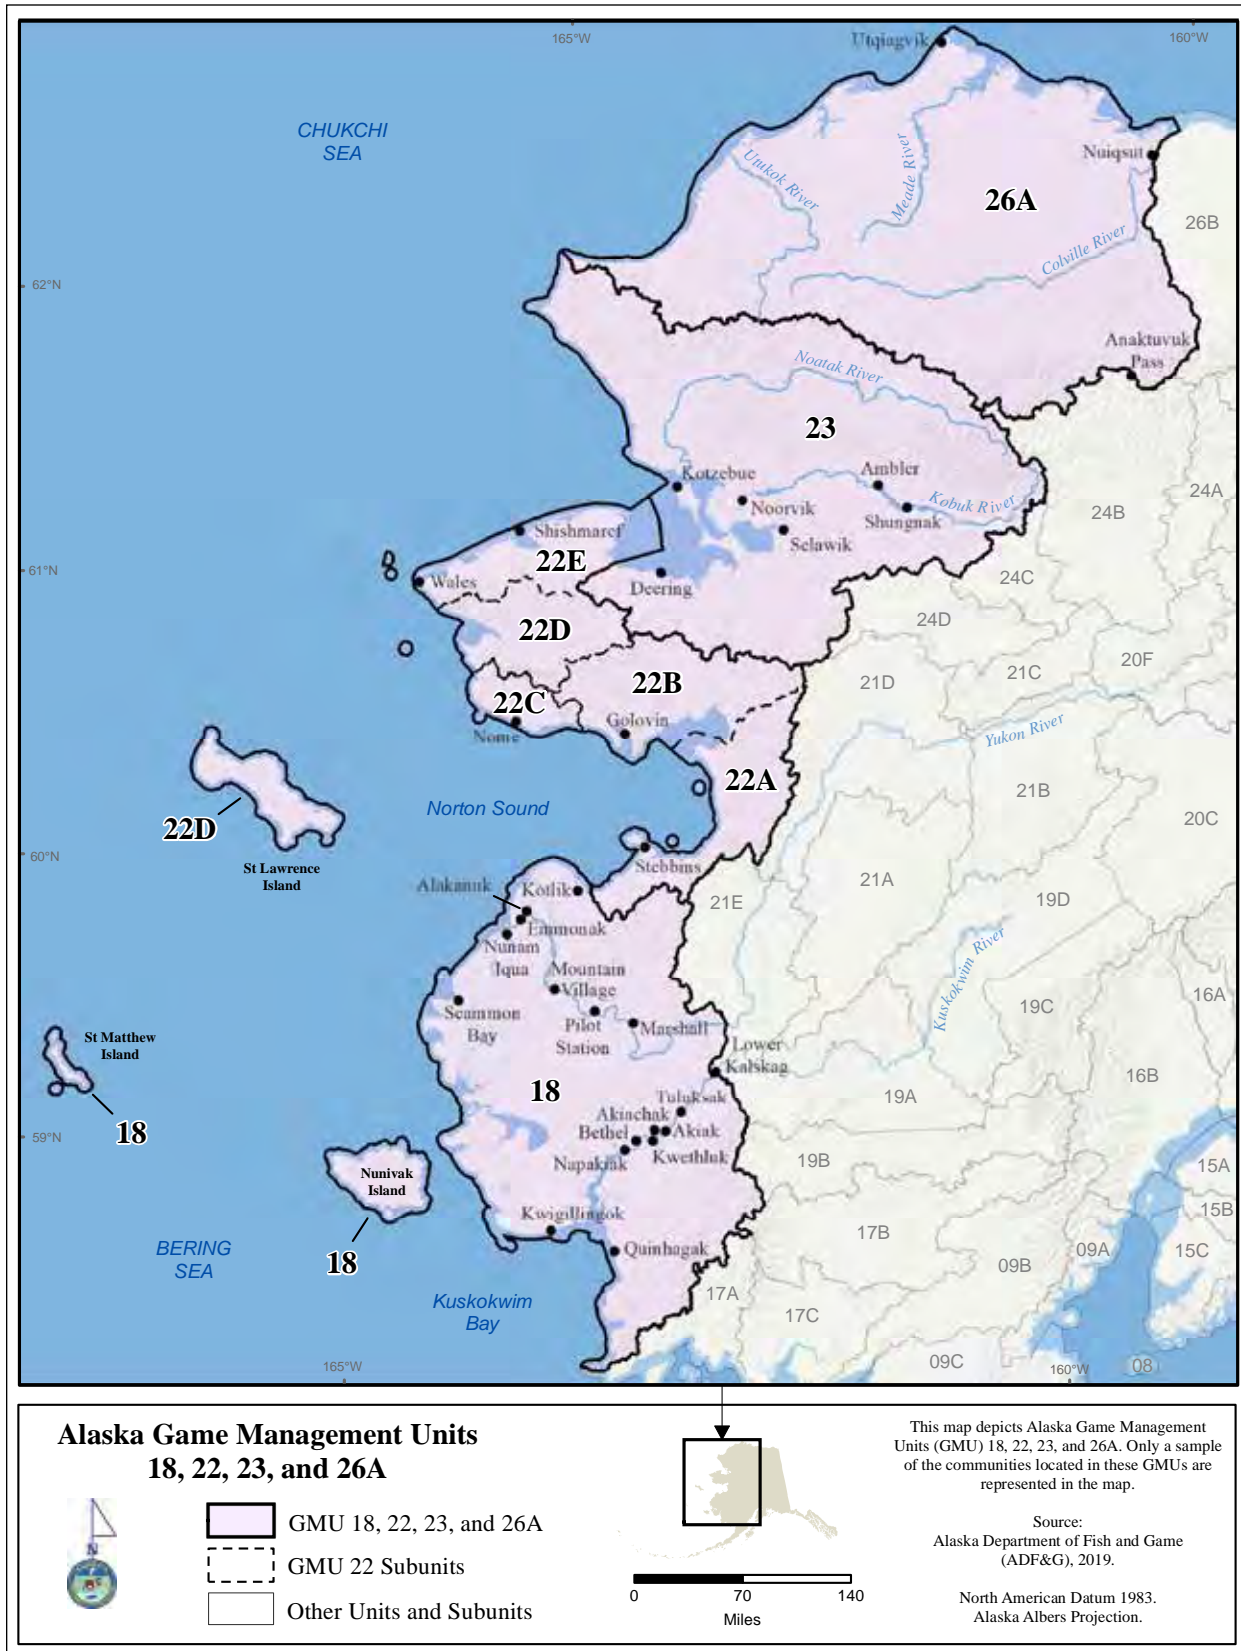 165°W
160°W
Utqiagvik
CHUKCHI
SEA
Nuiqsut
Utukok River
Meade River
26A
26B
Colville River
62°N
Anaktuvuk
Pass
Noatak River
23
Kotzebue
Ambler
Noorvik
Kobuk River
Shungnak
24A
24B
Shishmaref
Selawik
22E
61°N
Wales
Deering
24C
22D
24D
20F
21C
22B
21D
22C
Golovin
Nome
Yukon River
22A
21B
Norton Sound
20C
22D
60°N
St Lawrence
Island
Stebbins
Alakanuk
Kotlik
21A
19D
21E
Emmonak
Nunam
Iqua
Mountain
Village
Kuskokwim River
16A
19C
Scammon
Bay
Pilot
Station
Marshall
St Matthew
Island
Lower
Kalskag
16B
18
19A
Tuluksak
Akiachak
18
59°N
Bethel
Akiak
Napakiak
Kwethluk
19B
15A
Nunivak
Island
15B
Kwigillingok
17B
BERING
SEA
18
Quinhagak
09A
15C
09B
Kuskokwim
Bay
17A
17C
165°W
09C
160°W
08
Alaska Game Management Units
18, 22, 23, and 26A
N
GMU 18, 22, 23, and 26A
GMU 22 Subunits
Other Units and Subunits
0
70
140
Miles
This map depicts Alaska Game Management
Units (GMU) 18, 22, 23, and 26A. Only a sample
of the communities located in these GMUs are
represented in the map.
Source:
Alaska Department of Fish and Game
(ADF&G), 2019.
North American Datum 1983.
Alaska Albers Projection.